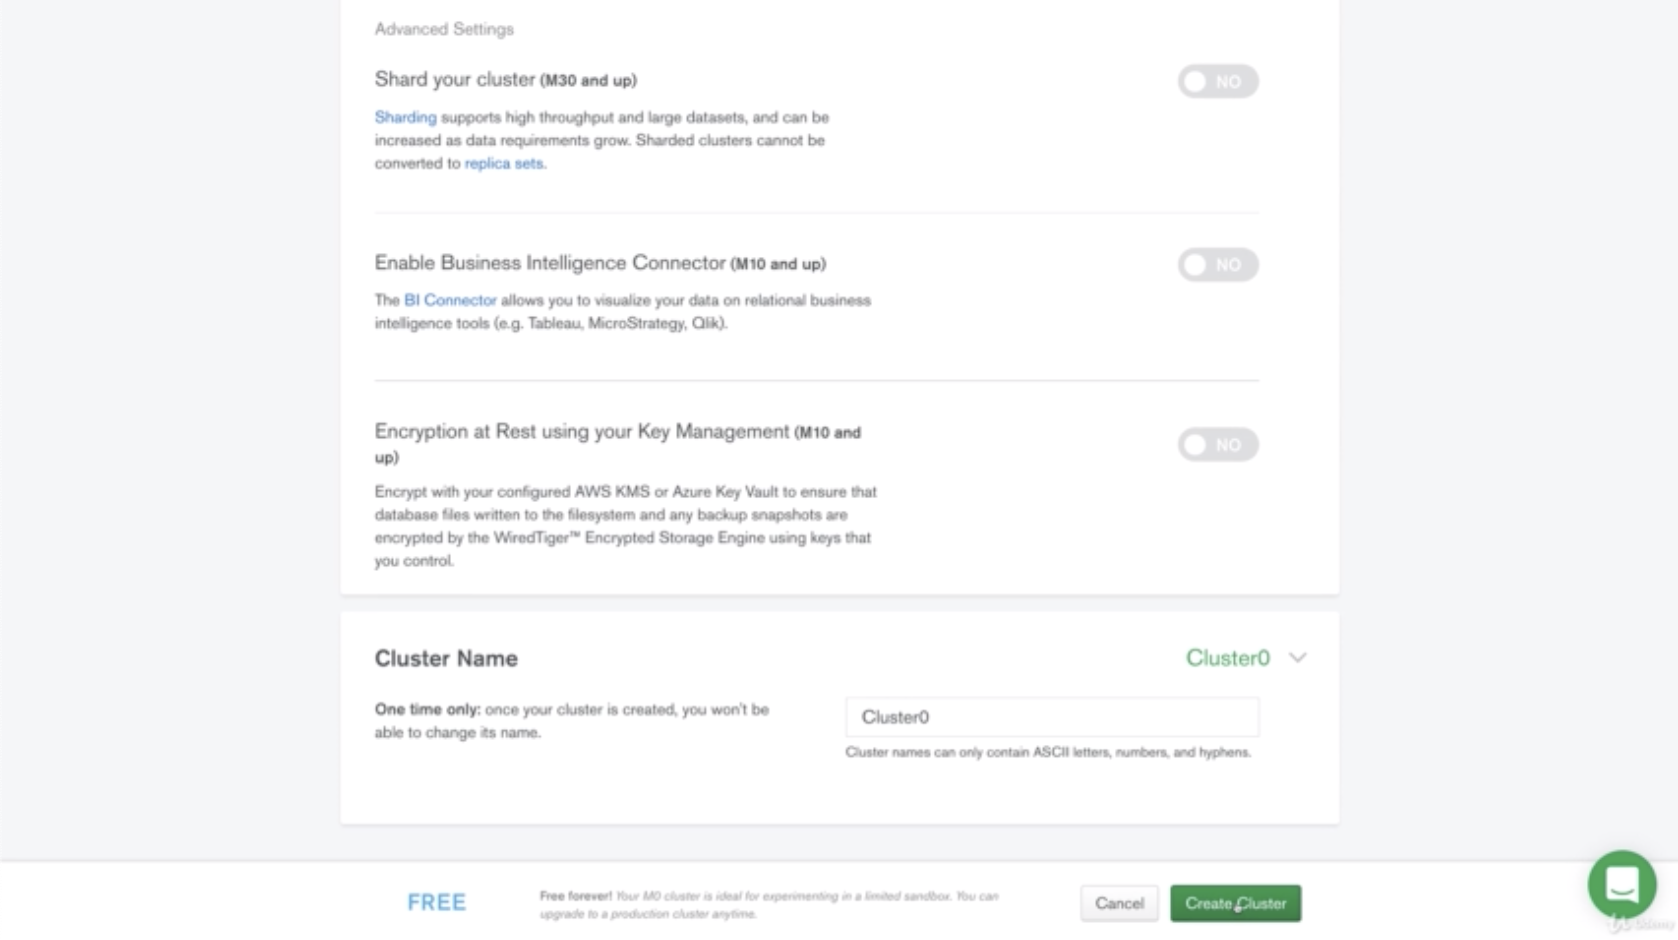 Advanced Settings
Shard your cluster (M30 and up)
NO
Sharding supports high throughput and large datasets, and can be
increased as data requirements grow. Sharded clusters cannot be
converted to replica sets.
Enable Business Intelligence Connector (M10 and up)
NO
The BI Connector allows you to visualize your data on relational business
intelligence tools (e.g. Tableau, MicroStrategy, Qlik).
Encryption at Rest using your Key Management (M10 and
up)
NO
Encrypt with your configured AWS KMS or Azure Key Vault to ensure that
database files written to the filesystem and any backup snapshots are
encrypted by the WiredTiger™ Encrypted Storage Engine using keys that
you control.
Cluster Name
Cluster0
One time only: once your cluster is created, you won't be
able to change its name.
Cluster0
Cluster names can only contain ASCII letters, numbers, and hyphens.
FREE
Free forever! Your M0 cluster is ideal for experimenting in a limited sandbox. You can
upgrade to a production cluster anytime.
Cancel
Create Cluster
Udemy